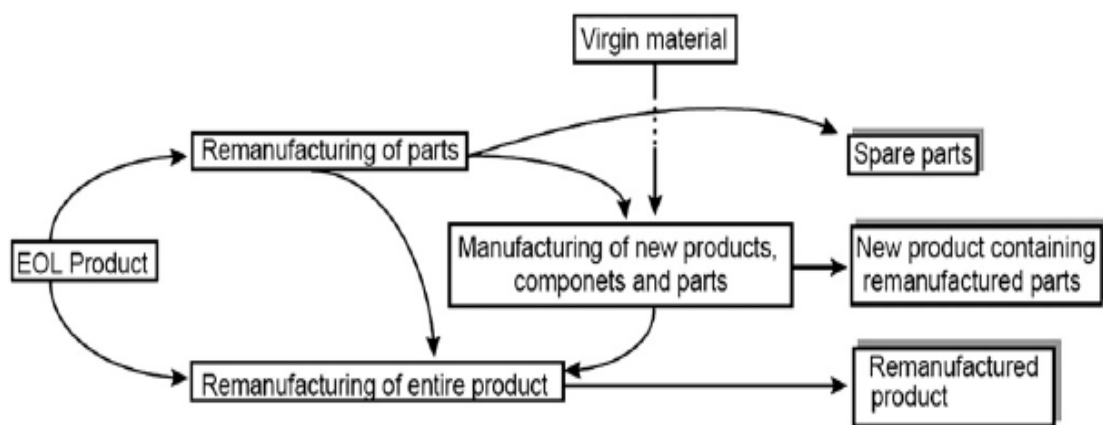 Virgin material
Remanufacturing of parts
Spare parts
EOL Product
Manufacturing of new products,
componets and parts
New product containing
remanufactured parts
Remanufacturing of entire product
Remanufactured
product